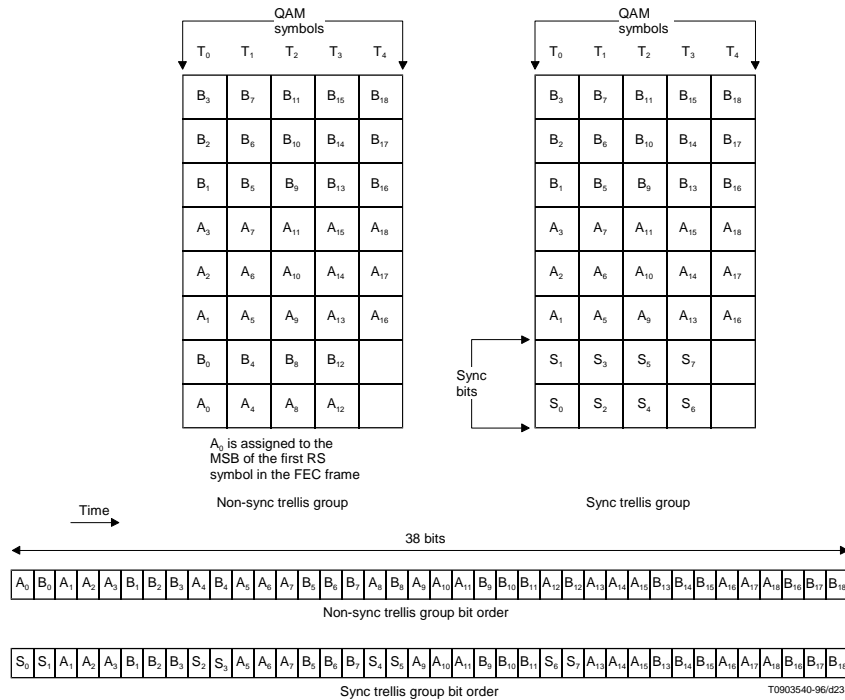 QAM symbols
T₀ T₁ T₂ T₃ T₄
B₃ B₇ B₁₁ B₁₅ B₁₈
B₂ B₆ B₁₀ B₁₄ B₁₇
B₁ B₅ B₉ B₁₃ B₁₆
A₃ A₇ A₁₁ A₁₅ A₁₈
A₂ A₆ A₁₀ A₁₄ A₁₇
A₁ A₅ A₉ A₁₃ A₁₆
B₀ B₄ B₈ B₁₂
A₀ A₄ A₈ A₁₂
A₀ is assigned to the
MSB of the first RS
symbol in the FEC frame
Non-sync trellis group
QAM symbols
T₀ T₁ T₂ T₃ T₄
B₃ B₇ B₁₁ B₁₅ B₁₈
B₂ B₆ B₁₀ B₁₄ B₁₇
B₁ B₅ B₉ B₁₃ B₁₆
A₃ A₇ A₁₁ A₁₅ A₁₈
A₂ A₆ A₁₀ A₁₄ A₁₇
A₁ A₅ A₉ A₁₃ A₁₆
S₁ S₃ S₅ S₇
S₀ S₂ S₄ S₆
Sync
bits
Sync trellis group
Time
38 bits
A₀ B₀ A₁ A₂ A₃ B₁ B₂ B₃ A₄ B₄ A₅ A₆ A₇ B₅ B₆ B₇ A₈ B₈ A₉ A₁₀ A₁₁ B₉ B₁₀ B₁₁ A₁₂ B₁₂ A₁₃ A₁₄ A₁₅ B₁₃ B₁₄ B₁₅ A₁₆ A₁₇ A₁₈ B₁₆ B₁₇ B₁₈
Non-sync trellis group bit order
S₀ S₁ A₁ A₂ A₃ B₁ B₂ B₃ S₂ S₃ A₅ A₆ A₇ B₅ B₆ B₇ S₄ S₅ A₉ A₁₀ A₁₁ B₉ B₁₀ B₁₁ S₆ S₇ A₁₃ A₁₄ A₁₅ B₁₃ B₁₄ B₁₅ A₁₆ A₁₇ A₁₈ B₁₆ B₁₇ B₁₈
Sync trellis group bit order
T0903540-96/d23